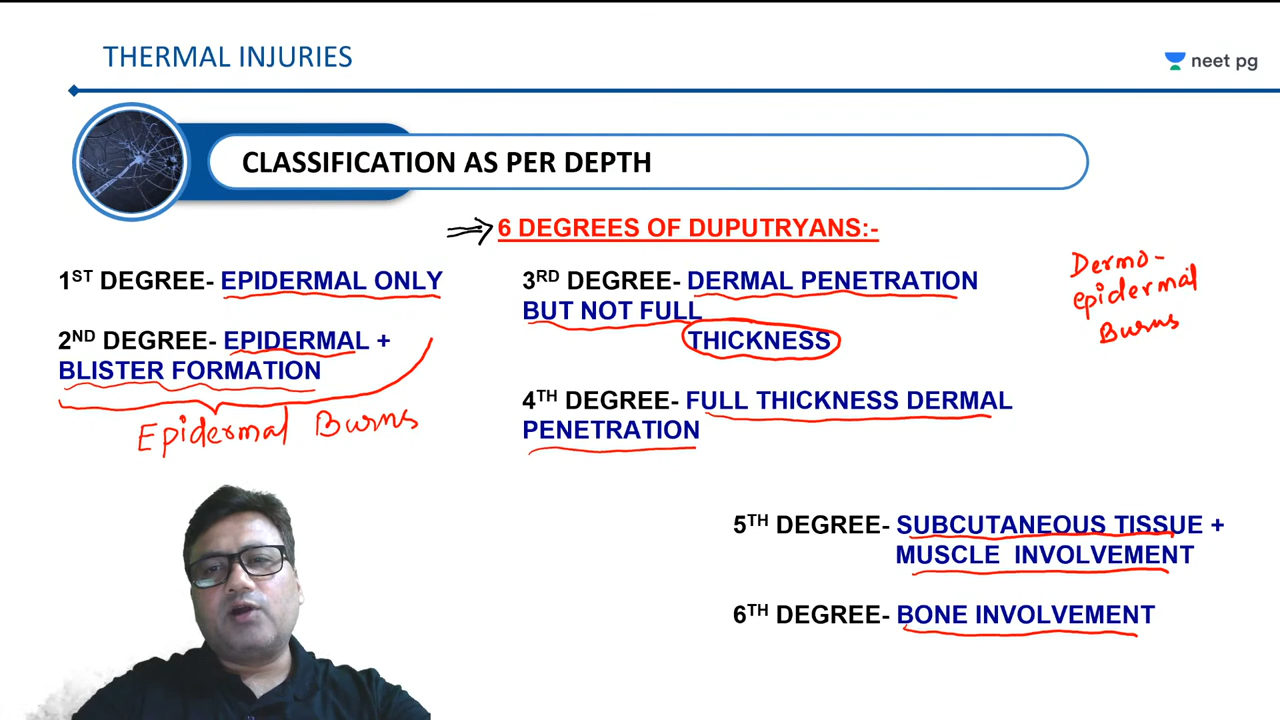 THERMAL INJURIES
neet pg
CLASSIFICATION AS PER DEPTH
6 DEGREES OF DUPUTRYANS:-
1ST DEGREE- EPIDERMAL ONLY
2ND DEGREE- EPIDERMAL +
BLISTER FORMATION
Epidermal Burns
3RD DEGREE- DERMAL PENETRATION
BUT NOT FULL
THICKNESS
4TH DEGREE- FULL THICKNESS DERMAL
PENETRATION
Dermo-
epidermal
Burns
5TH DEGREE- SUBCUTANEOUS TISSUE +
MUSCLE INVOLVEMENT
6TH DEGREE- BONE INVOLVEMENT